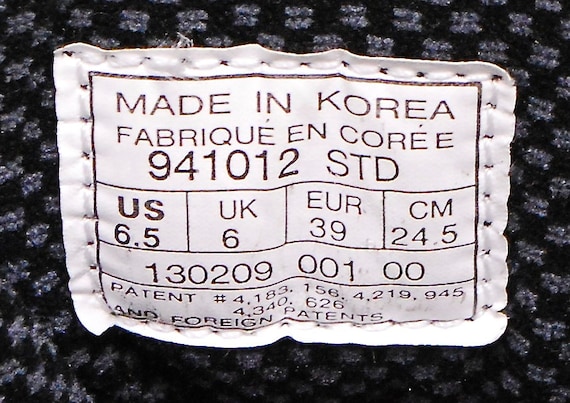 MADE IN KOREA
FABRIQUÉ EN CORÉE
941012 STD
US UK EUR CM
6.5 6 39 24.5
130209 001 00
PATENT #4,183, 156, 4,219, 945
4,340, 626
AND FOREIGN PATENTS